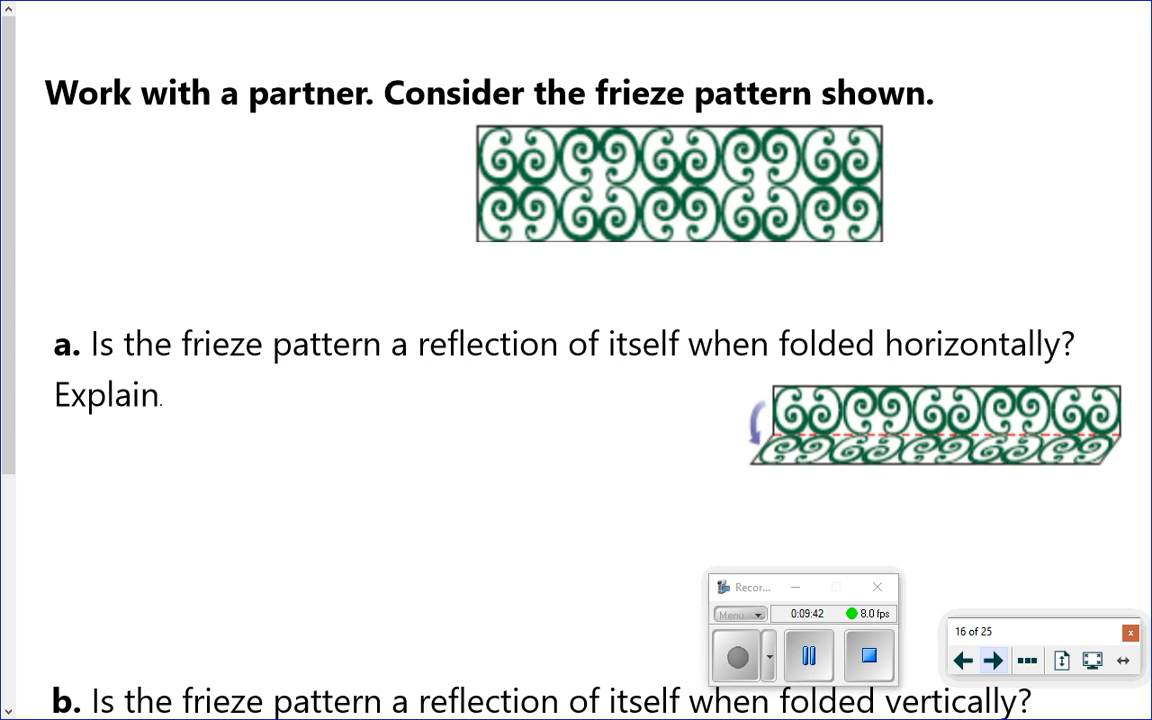 Work with a partner. Consider the frieze pattern shown.
a. Is the frieze pattern a reflection of itself when folded horizontally?
Explain.
Recor...
Menu
0:09:42
8.0 fps
16 of 25
x
b. Is the frieze pattern a reflection of itself when folded vertically?